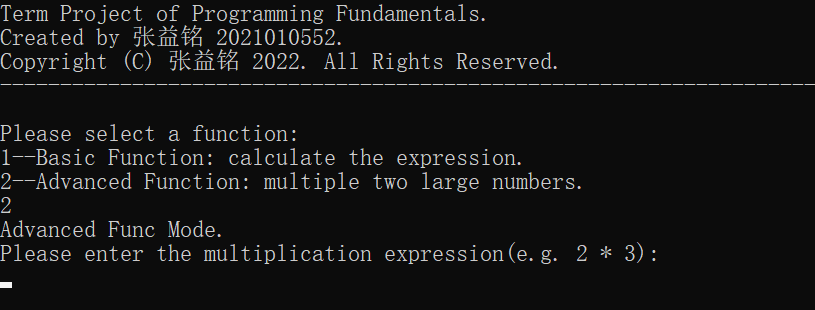 Term Project of Programming Fundamentals.
Created by 张益铭 2021010552.
Copyright (C) 张益铭 2022. All Rights Reserved.
--------------------------------------------------------------------
Please select a function:
1--Basic Function: calculate the expression.
2--Advanced Function: multiple two large numbers.
2
Advanced Func Mode.
Please enter the multiplication expression(e.g. 2 * 3):